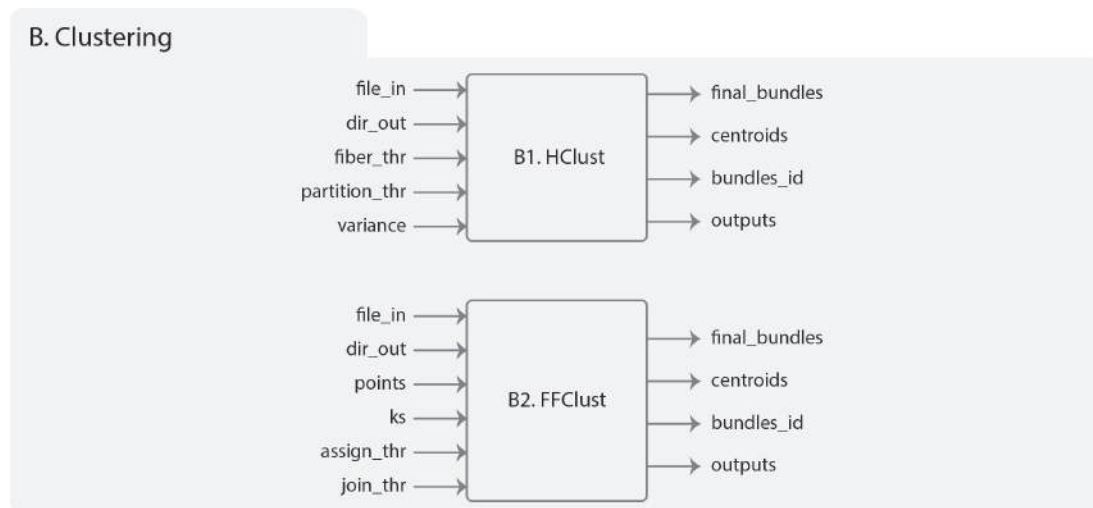 B. Clustering
file_in
dir_out
fiber_thr
partition_thr
variance
B1. HClust
final_bundles
centroids
bundles_id
outputs
file_in
dir_out
points
ks
assign_thr
join_thr
B2. FFClust
final_bundles
centroids
bundles_id
outputs